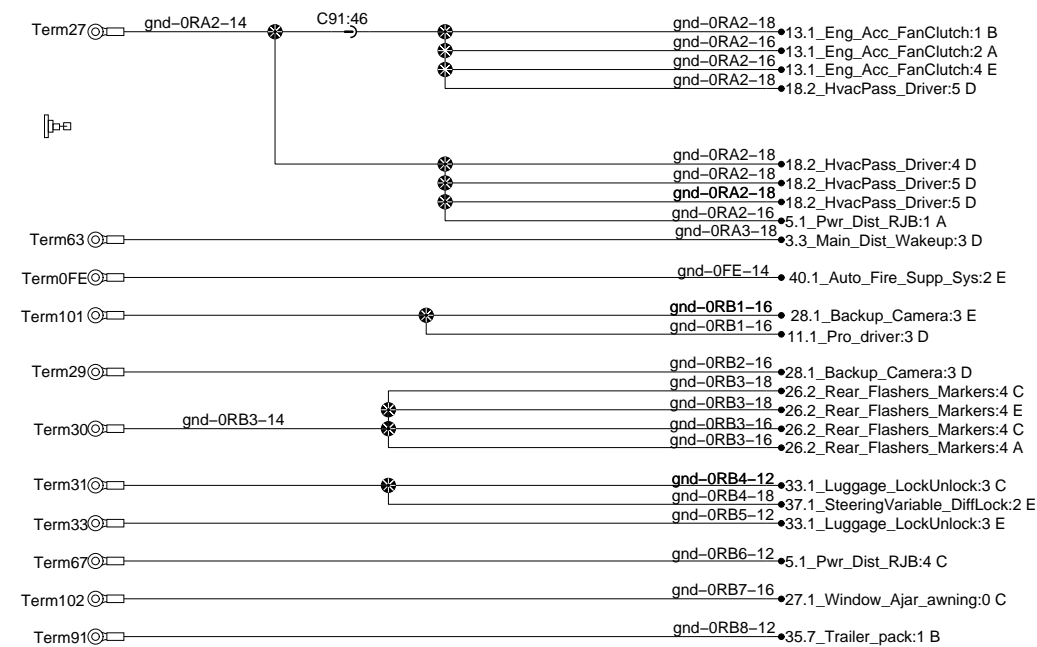 Term27 gnd–0RA2–14 C91:46 gnd–0RA2–18 13.1_Eng_Acc_FanClutch:1 B
gnd–0RA2–16 13.1_Eng_Acc_FanClutch:2 A
gnd–0RA2–16 13.1_Eng_Acc_FanClutch:4 E
gnd–0RA2–18 18.2_HvacPass_Driver:5 D
gnd–0RA2–18 18.2_HvacPass_Driver:4 D
gnd–0RA2–18 18.2_HvacPass_Driver:5 D
gnd–0RA2–18 18.2_HvacPass_Driver:5 D
gnd–0RA2–16 5.1_Pwr_Dist_RJB:1 A
Term63 gnd–0RA3–18 3.3_Main_Dist_Wakeup:3 D
Term0FE gnd–0FE–14 40.1_Auto_Fire_Supp_Sys:2 E
Term101 gnd–0RB1–16 28.1_Backup_Camera:3 E
gnd–0RB1–16 11.1_Pro_driver:3 D
Term29 gnd–0RB2–16 28.1_Backup_Camera:3 D
gnd–0RB3–18 26.2_Rear_Flashers_Markers:4 C
gnd–0RB3–18 26.2_Rear_Flashers_Markers:4 E
Term30 gnd–0RB3–14 gnd–0RB3–16 26.2_Rear_Flashers_Markers:4 C
gnd–0RB3–16 26.2_Rear_Flashers_Markers:4 A
Term31 gnd–0RB4–12 33.1_Luggage_LockUnlock:3 C
gnd–0RB4–18 37.1_SteeringVariable_DiffLock:2 E
Term33 gnd–0RB5–12 33.1_Luggage_LockUnlock:3 E
Term67 gnd–0RB6–12 5.1_Pwr_Dist_RJB:4 C
Term102 gnd–0RB7–16 27.1_Window_Ajar_awning:0 C
Term91 gnd–0RB8–12 35.7_Trailer_pack:1 B